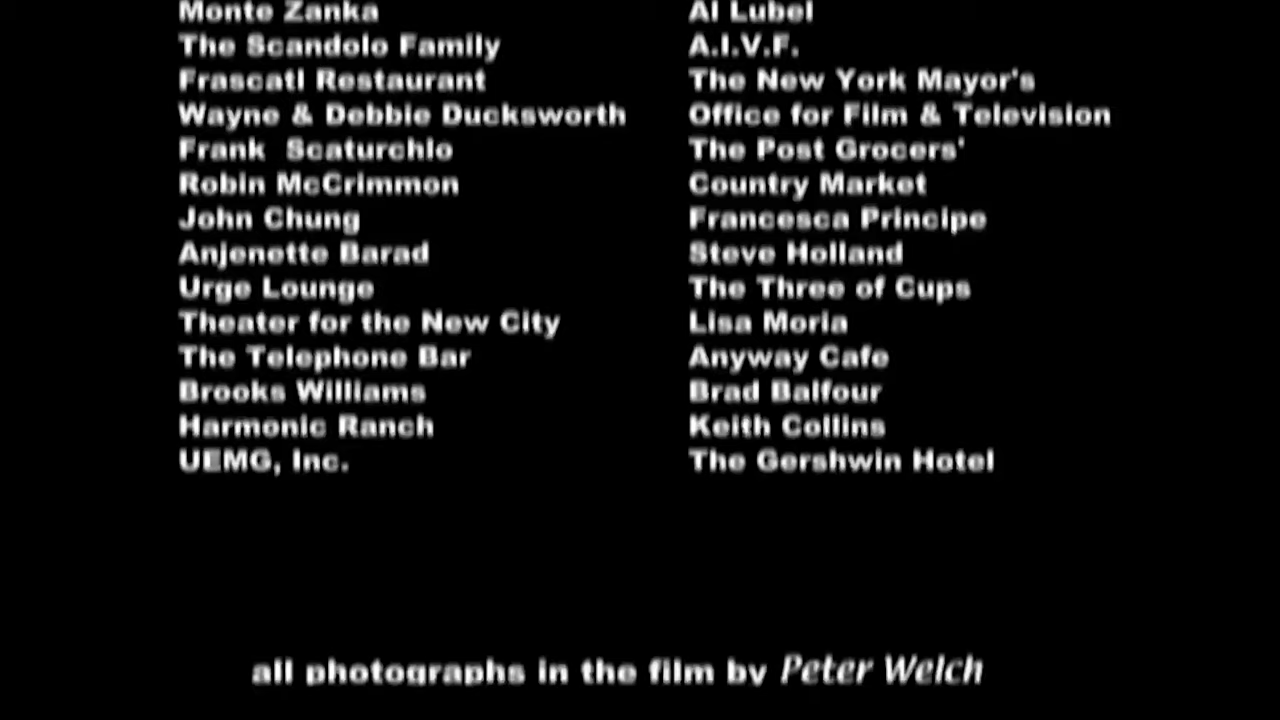 Monte Zanka
The Scandolo Family
Frascati Restaurant
Wayne & Debbie Ducksworth
Frank Scaturchio
Robin McCrimmon
John Chung
Anjenette Barad
Urge Lounge
Theater for the New City
The Telephone Bar
Brooks Williams
Harmonic Ranch
UEMG, Inc.
Al Lubel
A.I.V.F.
The New York Mayor's
Office for Film & Television
The Post Grocers'
Country Market
Francesca Principe
Steve Holland
The Three of Cups
Lisa Moria
Anyway Cafe
Brad Balfour
Keith Collins
The Gershwin Hotel
all photographs in the film by Peter Welch